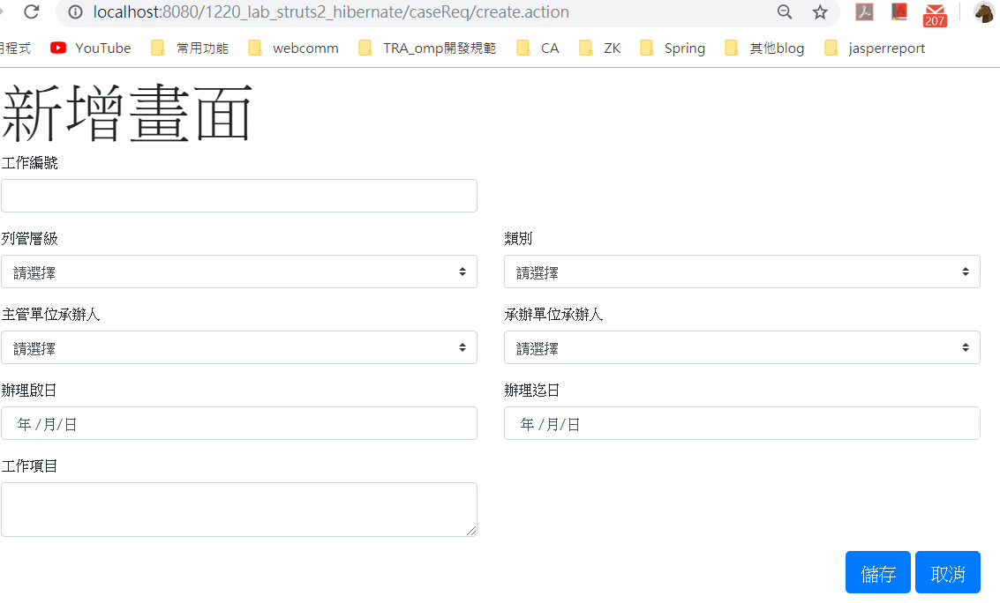 localhost:8080/1220_lab_struts2_hibernate/caseReq/create.action
207
用程式 YouTube 常用功能 webcomm TRA_omp開發規範 CA ZK Spring 其他blog jasperreport
新增畫面
工作編號
列管層級 類別
請選擇 請選擇
主管單位承辦人 承辦單位承辦人
請選擇 請選擇
辦理啟日 辦理迄日
年 /月/日 年 /月/日
工作項目
儲存 取消